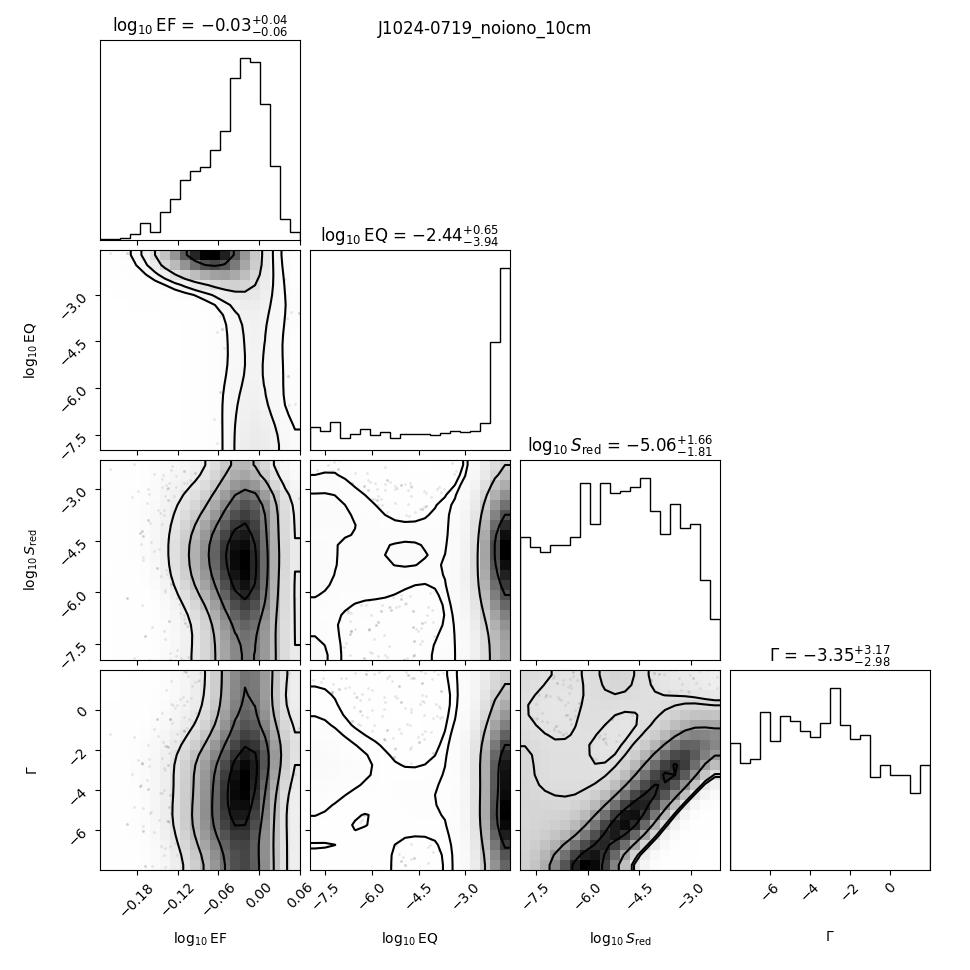 J1024-0719_noiono_10cm
log₁₀ EF = −0.03 +0.04 −0.06
log₁₀ EQ = −2.44 +0.65 −3.94
log₁₀ EQ
−3.0
−4.5
−6.0
−7.5
log₁₀ S_red = −5.06 +1.66 −1.81
log₁₀ S_red
−3.0
−4.5
−6.0
−7.5
Γ = −3.35 +3.17 −2.98
Γ
0
−2
−4
−6
−0.18 −0.12 −0.06 0.00 0.06
−7.5 −6.0 −4.5 −3.0
−7.5 −6.0 −4.5 −3.0
−6 −4 −2 0
log₁₀ EF
log₁₀ EQ
log₁₀ S_red
Γ